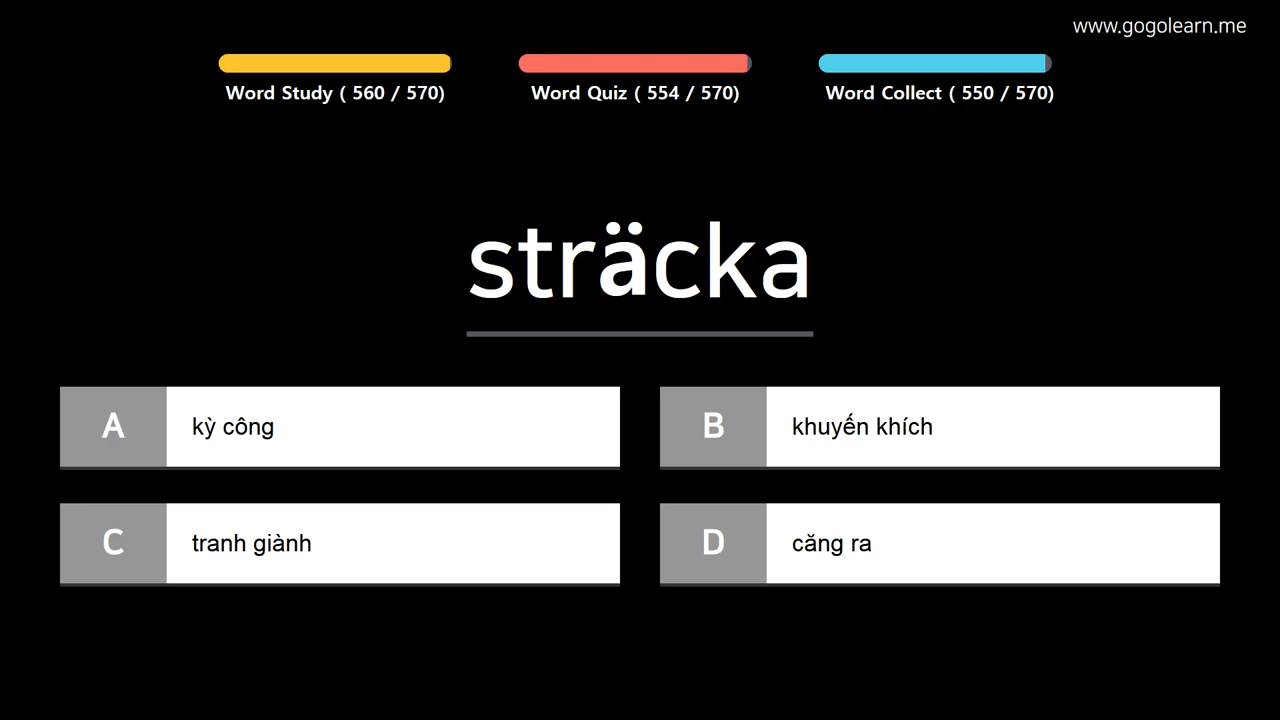 www.gogolearn.me
Word Study ( 560 / 570)
Word Quiz ( 554 / 570)
Word Collect ( 550 / 570)
sträcka
A kỳ công
B khuyến khích
C tranh giành
D căng ra